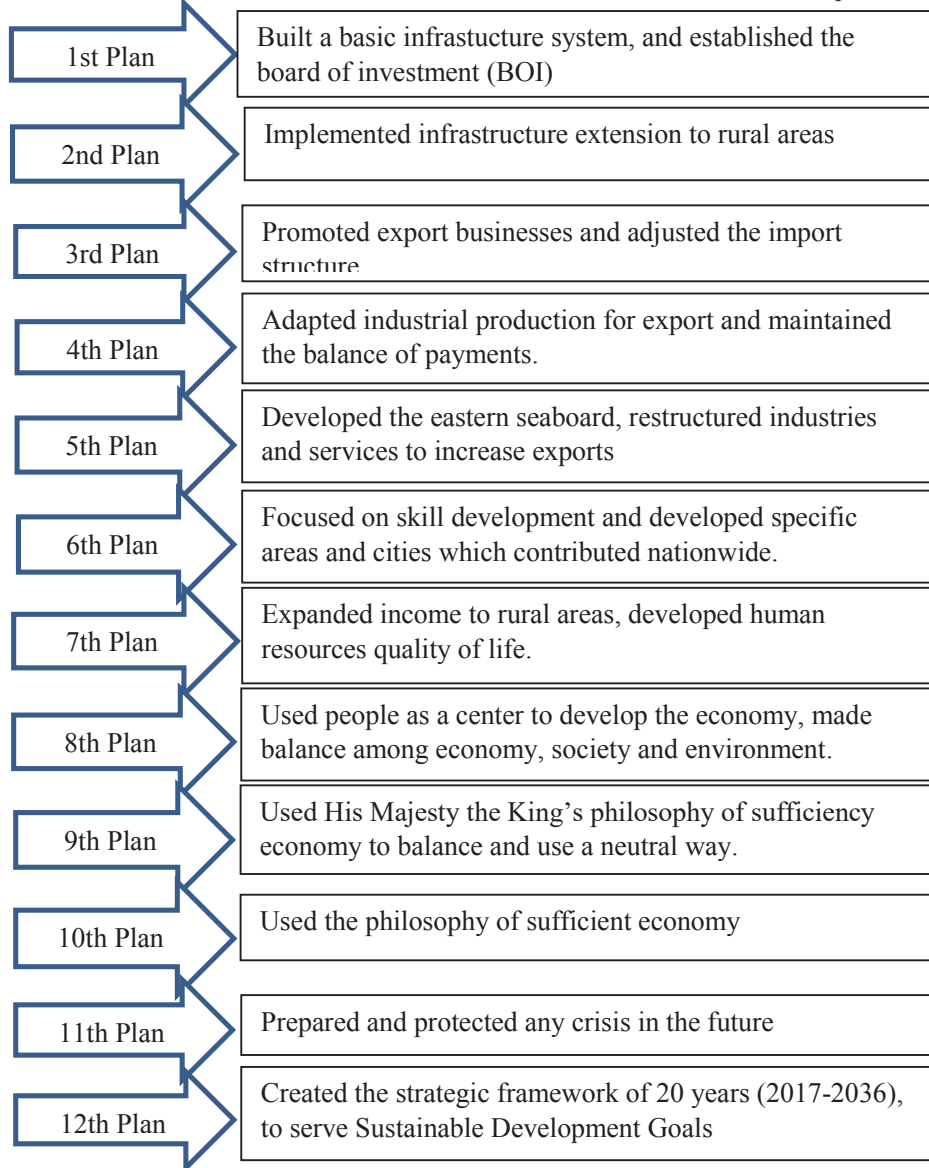 1st Plan
Built a basic infrastucture system, and established the
board of investment (BOI)
2nd Plan
Implemented infrastructure extension to rural areas
3rd Plan
Promoted export businesses and adjusted the import
structure
4th Plan
Adapted industrial production for export and maintained
the balance of payments.
5th Plan
Developed the eastern seaboard, restructured industries
and services to increase exports
6th Plan
Focused on skill development and developed specific
areas and cities which contributed nationwide.
7th Plan
Expanded income to rural areas, developed human
resources quality of life.
8th Plan
Used people as a center to develop the economy, made
balance among economy, society and environment.
9th Plan
Used His Majesty the King’s philosophy of sufficiency
economy to balance and use a neutral way.
10th Plan
Used the philosophy of sufficient economy
11th Plan
Prepared and protected any crisis in the future
12th Plan
Created the strategic framework of 20 years (2017-2036),
to serve Sustainable Development Goals